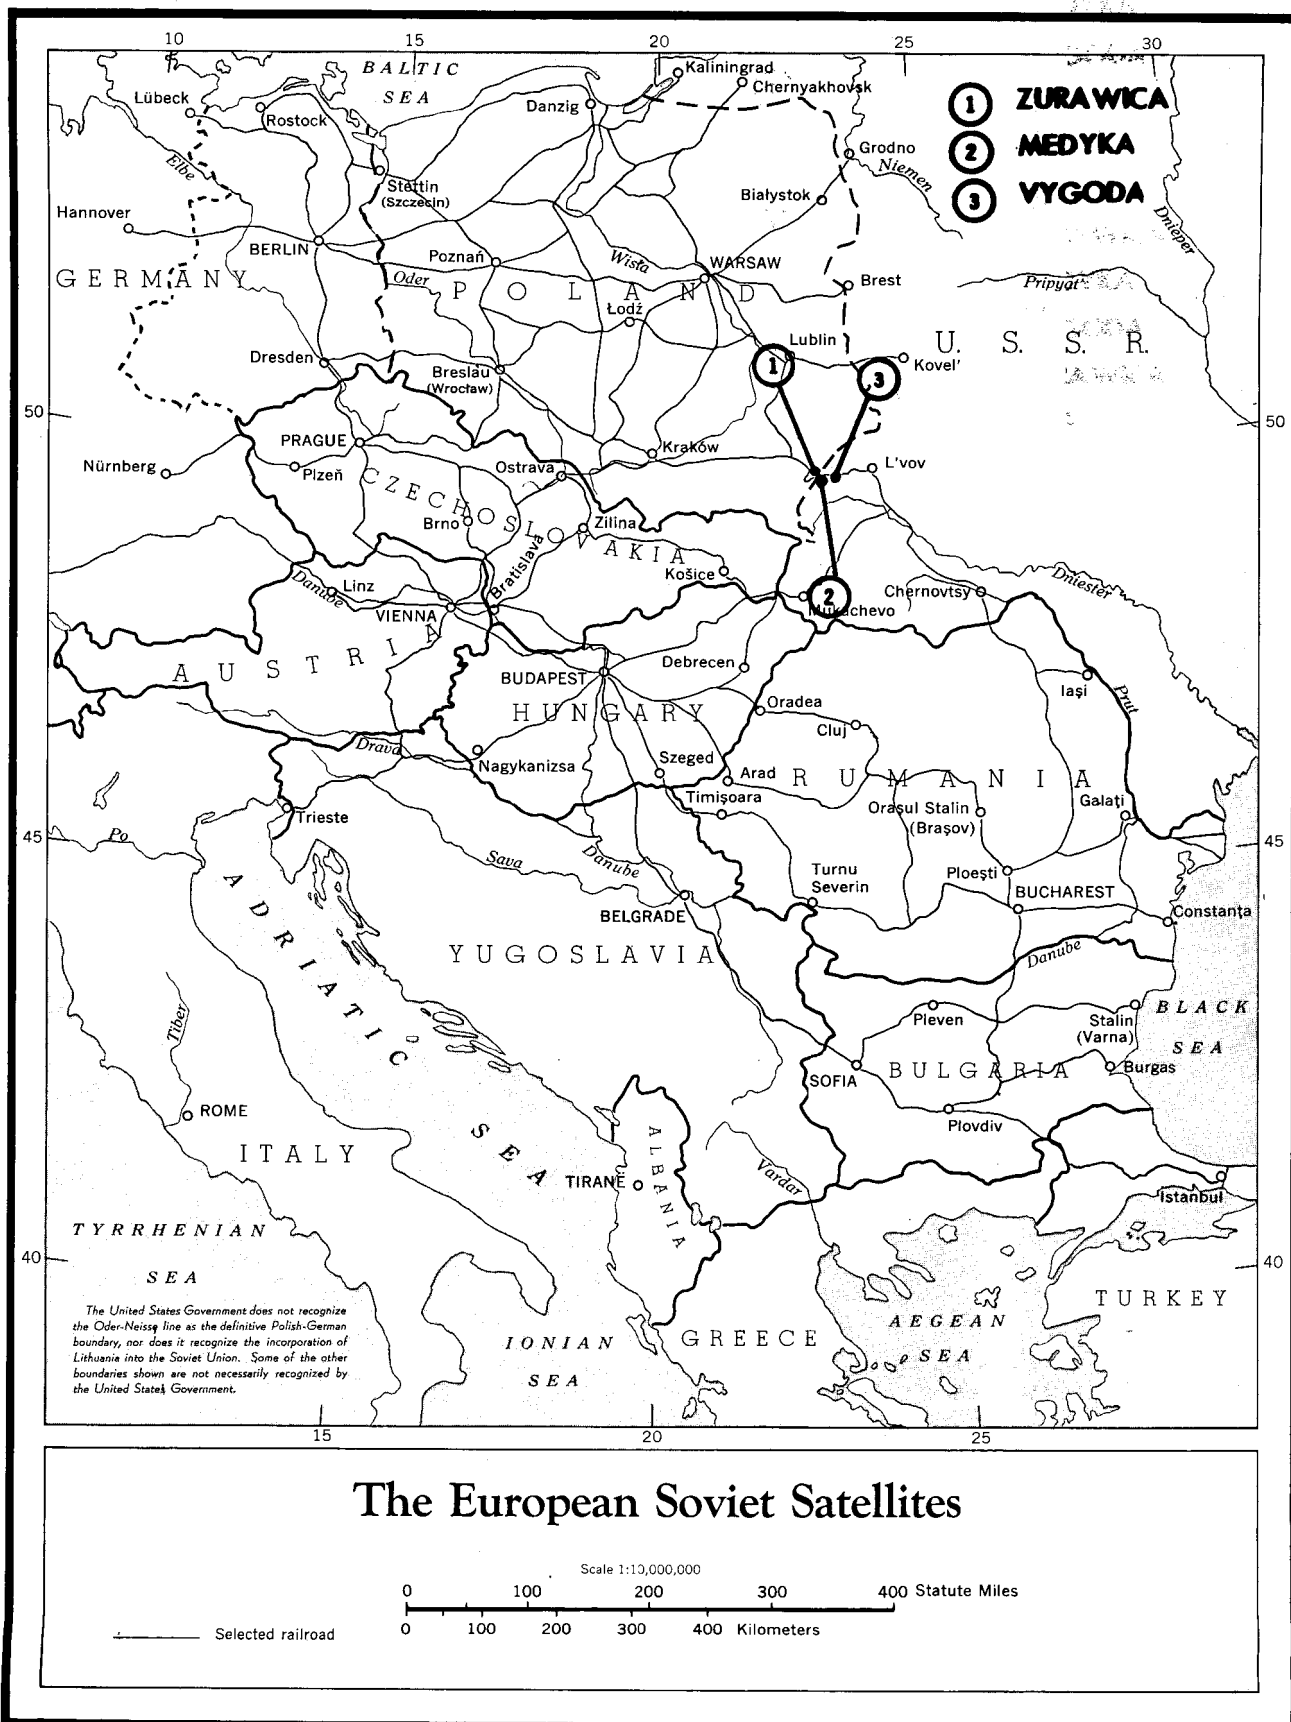 10 15 20 25 30
BALTIC
SEA
Kaliningrad
Chernyakhovsk
Lübeck
Rostock
Danzig
1 ZURAWICA
2 MEDYKA
3 VYGODA
Grodno
Niemen
Elbe
Stettin
(Szczecin)
Białystok
Dnieper
Hannover
BERLIN
Poznań
Wisła
WARSAW
GERMANY
Oder
POLAND
Brest
Pripyat'
Łodź
Lublin
U. S. S. R.
Dresden
Breslau
(Wrocław)
1
3
Kovel'
50
50
PRAGUE
Kraków
Nürnberg
Plzeń
Ostrava
L'vov
CZECHOSLOVAKIA
Brno
Zilina
Bratislava
Košice
Danube
Linz
VIENNA
2
Mukachevo
Chernovtsy
Dniester
AUSTRIA
BUDAPEST
Debrecen
Iaşi
Prut
HUNGARY
Oradea
Cluj
Drava
Nagykanizsa
Szeged
Arad
RUMANIA
Timişoara
Oraşul Stalin
(Braşov)
Galaţi
Trieste
45
45
Po
Sava
Danube
Turnu
Severin
Ploeşti
BUCHAREST
BELGRADE
Constanţa
ADRIATIC
SEA
YUGOSLAVIA
Danube
Tiber
Pleven
Stalin
(Varna)
BLACK
SEA
SOFIA
BULGARIA
Burgas
ROME
Plovdiv
ITALY
ALBANIA
TIRANE
Vardar
Istanbul
TYRRHENIAN
SEA
40
40
The United States Government does not recognize
the Oder-Neisse line as the definitive Polish-German
boundary, nor does it recognize the incorporation of
Lithuania into the Soviet Union. Some of the other
boundaries shown are not necessarily recognized by
the United States Government.
IONIAN
SEA
GREECE
AEGEAN
SEA
TURKEY
15 20 25
The European Soviet Satellites
Scale 1:10,000,000
0 100 200 300 400 Statute Miles
0 100 200 300 400 Kilometers
Selected railroad